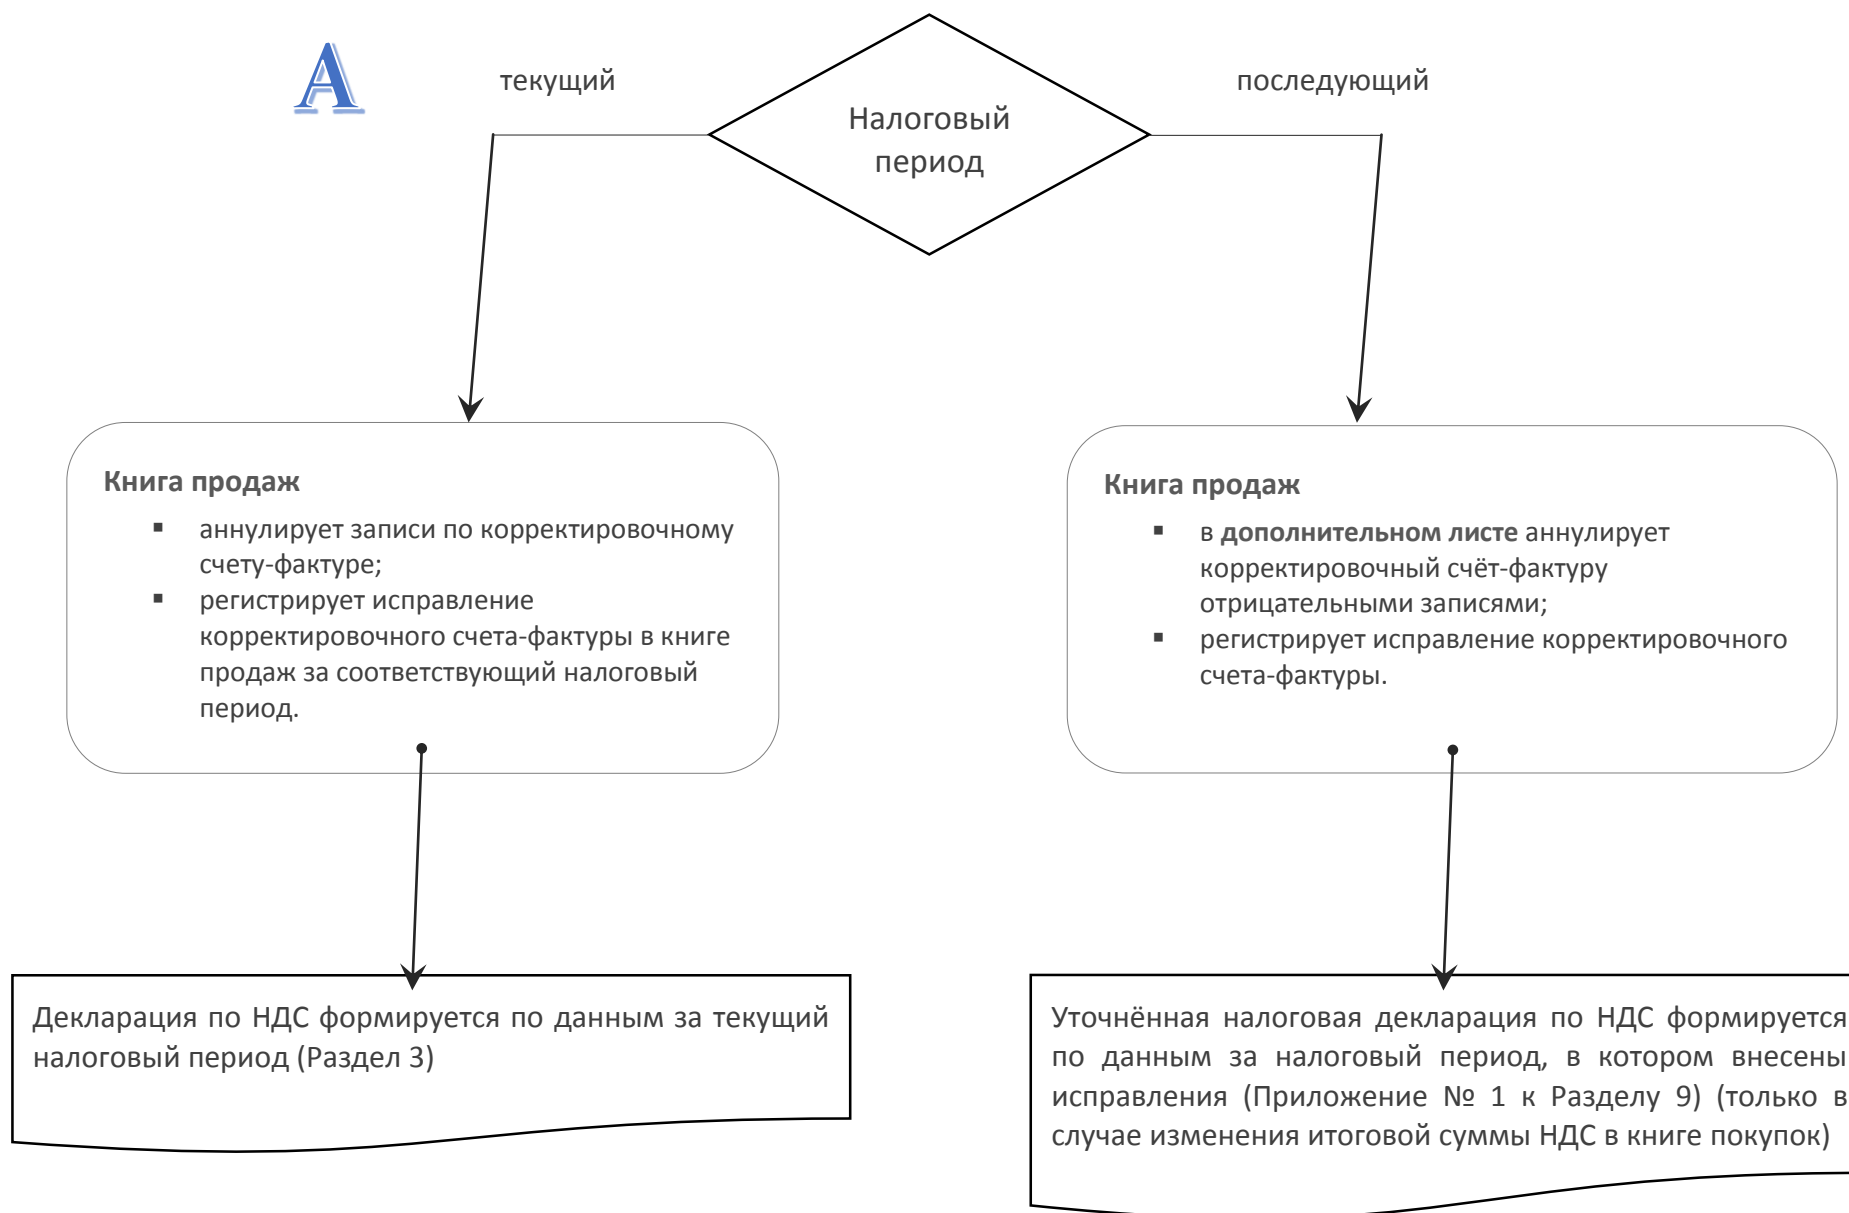 А
текущий
последующий
Налоговый
период
Книга продаж
▪ аннулирует записи по корректировочному
счету-фактуре;
▪ регистрирует исправление
корректировочного счета-фактуры в книге
продаж за соответствующий налоговый
период.
Книга продаж
▪ в дополнительном листе аннулирует
корректировочный счёт-фактуру
отрицательными записями;
▪ регистрирует исправление корректировочного
счета-фактуры.
Декларация по НДС формируется по данным за текущий
налоговый период (Раздел 3)
Уточнённая налоговая декларация по НДС формируется
по данным за налоговый период, в котором внесены
исправления (Приложение № 1 к Разделу 9) (только в
случае изменения итоговой суммы НДС в книге покупок)